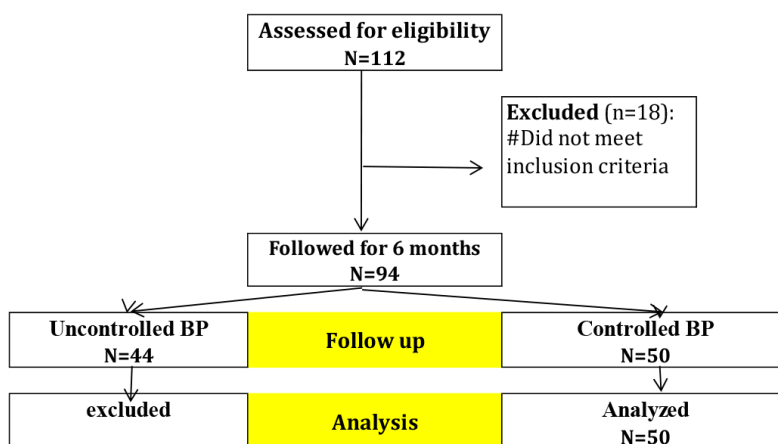 Assessed for eligibility
N=112
Excluded (n=18):
#Did not meet
inclusion criteria
Followed for 6 months
N=94
Uncontrolled BP
N=44
Follow up
Controlled BP
N=50
excluded
Analysis
Analyzed
N=50